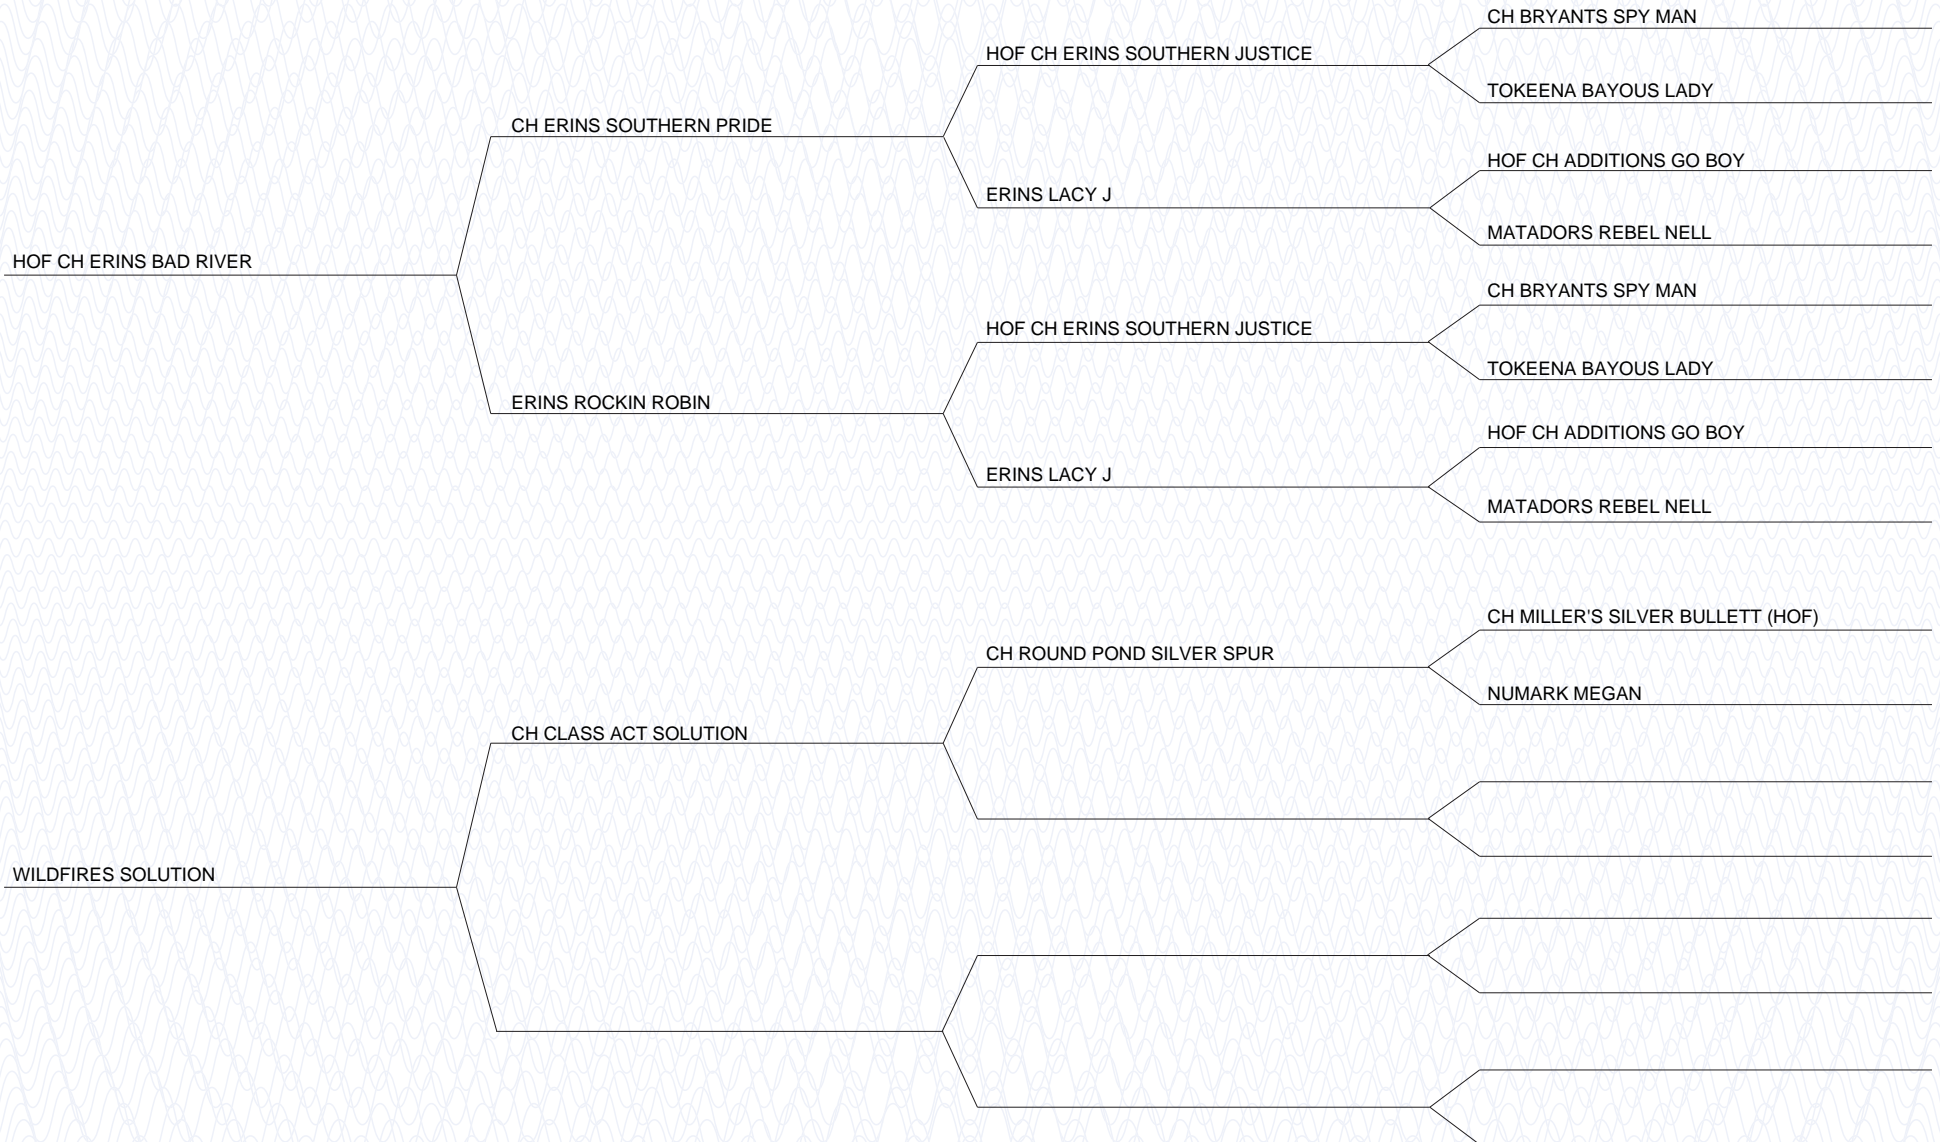 CH BRYANTS SPY MAN
HOF CH ERINS SOUTHERN JUSTICE
TOKEENA BAYOUS LADY
CH ERINS SOUTHERN PRIDE
HOF CH ADDITIONS GO BOY
ERINS LACY J
MATADORS REBEL NELL
HOF CH ERINS BAD RIVER
CH BRYANTS SPY MAN
HOF CH ERINS SOUTHERN JUSTICE
TOKEENA BAYOUS LADY
ERINS ROCKIN ROBIN
HOF CH ADDITIONS GO BOY
ERINS LACY J
MATADORS REBEL NELL
CH MILLER'S SILVER BULLETT (HOF)
CH ROUND POND SILVER SPUR
NUMARK MEGAN
CH CLASS ACT SOLUTION
WILDFIRES SOLUTION